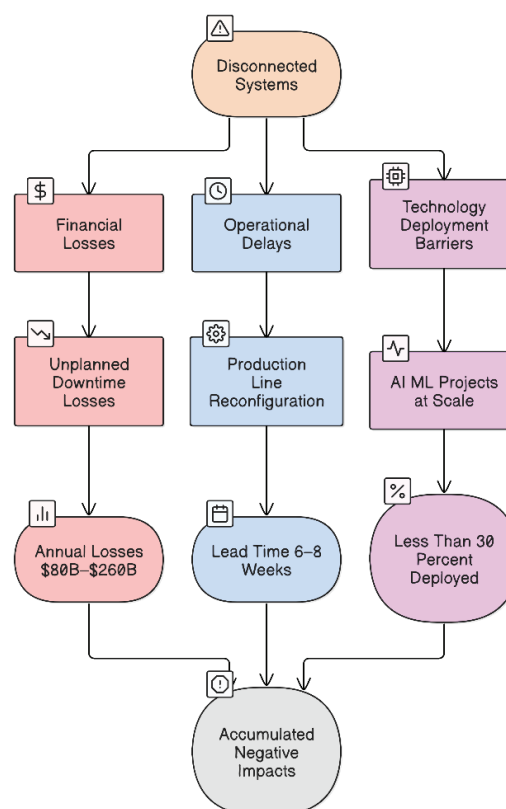 Disconnected
Systems
$
Financial
Losses
Operational
Delays
Technology
Deployment
Barriers
Unplanned
Downtime
Losses
Production
Line
Reconfiguration
AI ML Projects
at Scale
%
Annual Losses
$80B–$260B
Lead Time 6–8
Weeks
Less Than 30
Percent
Deployed
Accumulated
Negative
Impacts